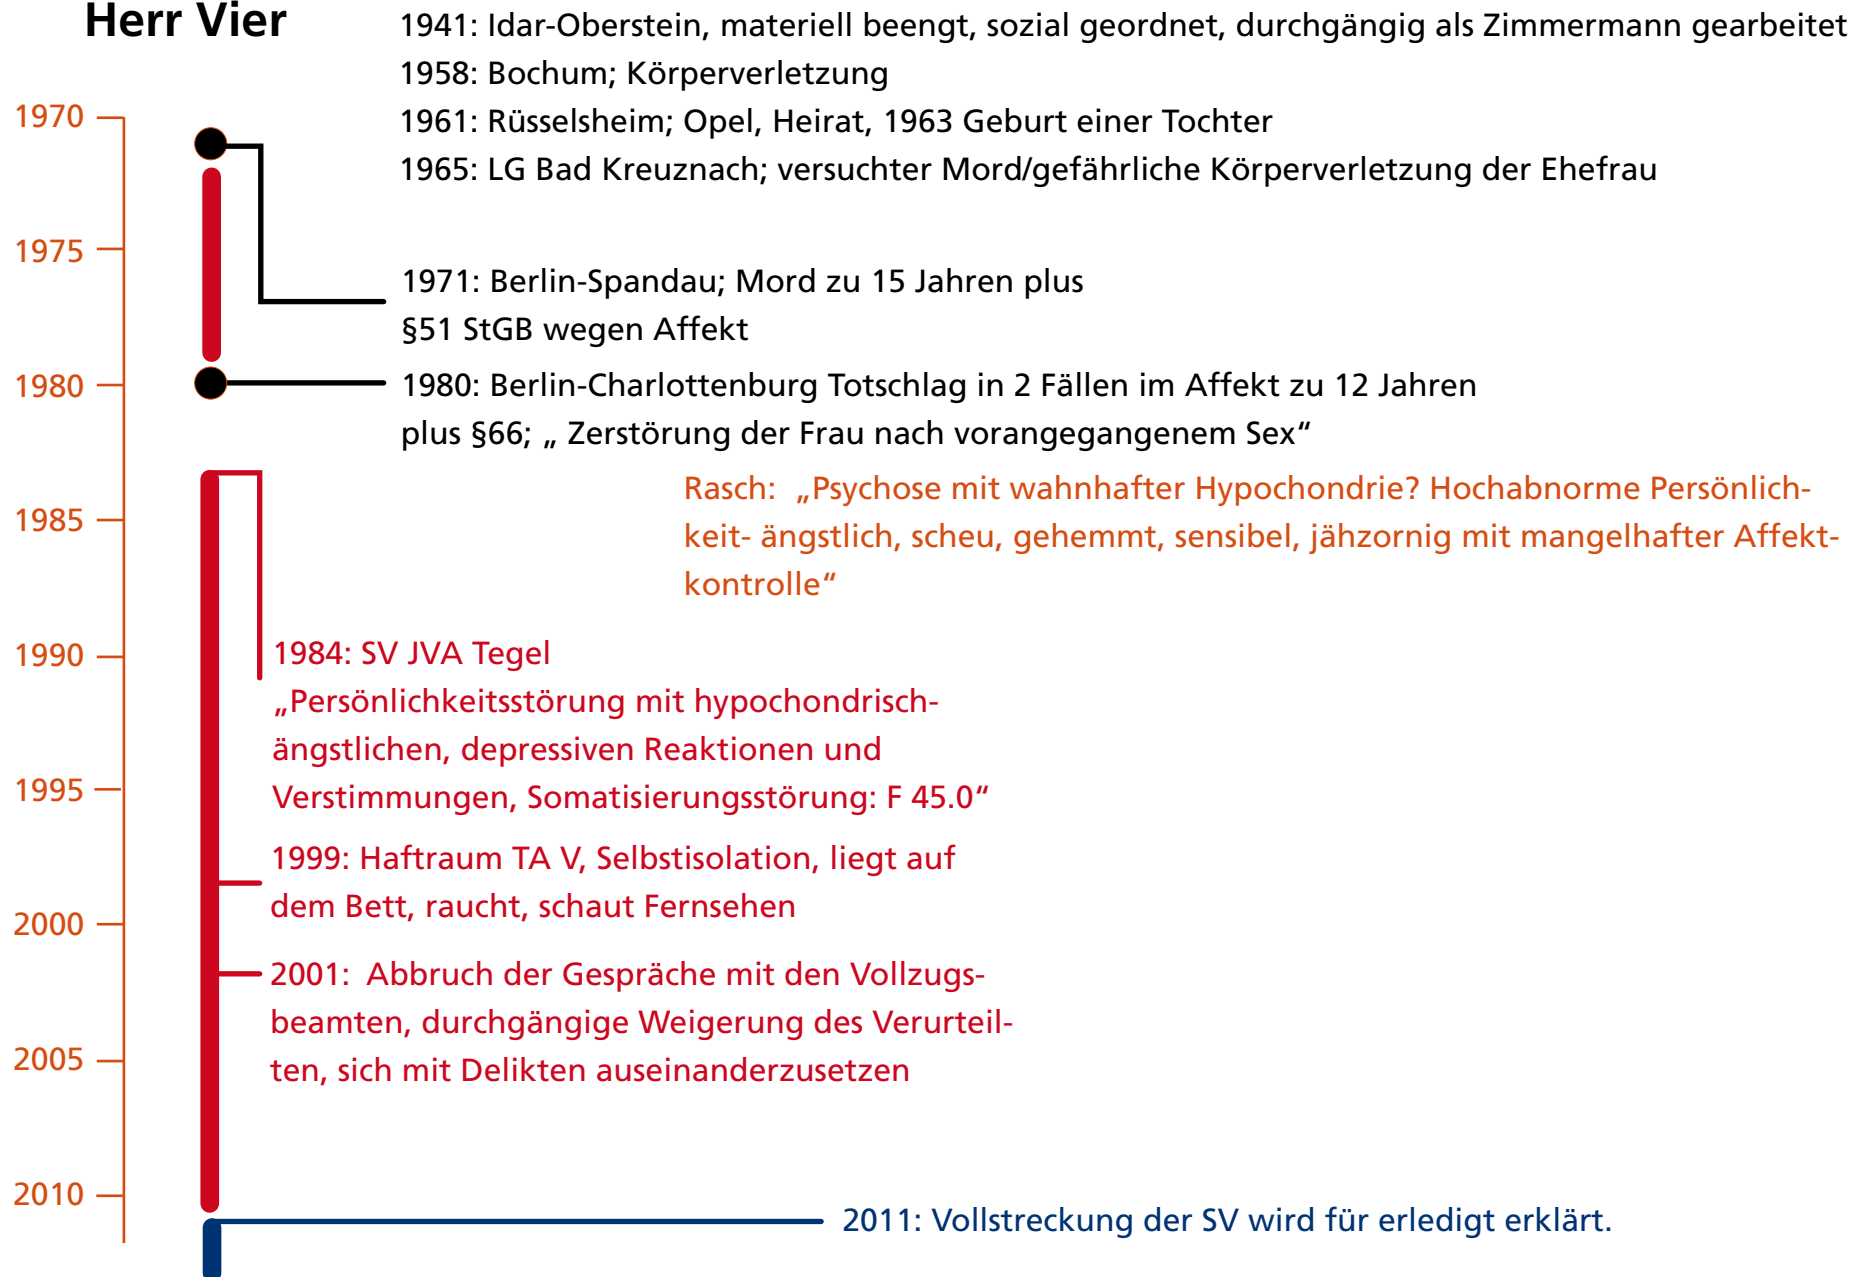 Herr Vier
1941: Idar-Oberstein, materiell beengt, sozial geordnet, durchgängig als Zimmermann gearbeitet
1958: Bochum; Körperverletzung
1961: Rüsselsheim; Opel, Heirat, 1963 Geburt einer Tochter
1965: LG Bad Kreuznach; versuchter Mord/gefährliche Körperverletzung der Ehefrau
1970
1975
1971: Berlin-Spandau; Mord zu 15 Jahren plus
§51 StGB wegen Affekt
1980
1980: Berlin-Charlottenburg Totschlag in 2 Fällen im Affekt zu 12 Jahren
plus §66; „ Zerstörung der Frau nach vorangegangenem Sex“
1985
Rasch: „Psychose mit wahnhafter Hypochondrie? Hochabnorme Persönlich-
keit- ängstlich, scheu, gehemmt, sensibel, jähzornig mit mangelhafter Affekt-
kontrolle“
1990
1984: SV JVA Tegel
„Persönlichkeitsstörung mit hypochondrisch-
ängstlichen, depressiven Reaktionen und
Verstimmungen, Somatisierungsstörung: F 45.0“
1995
1999: Haftraum TA V, Selbstisolation, liegt auf
dem Bett, raucht, schaut Fernsehen
2000
2001: Abbruch der Gespräche mit den Vollzugs-
beamten, durchgängige Weigerung des Verurteil-
ten, sich mit Delikten auseinanderzusetzen
2005
2010
2011: Vollstreckung der SV wird für erledigt erklärt.